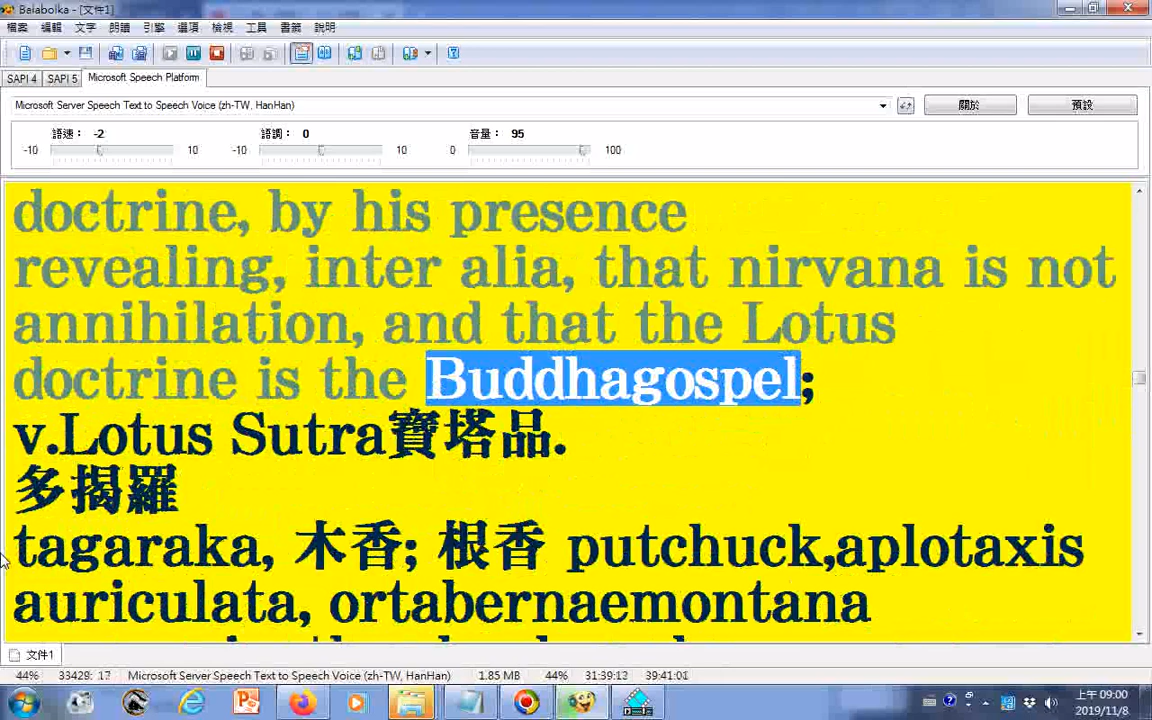 Balabolka - [文件1]
檔案 編輯 文字 朗讀 引擎 選項 檢視 工具 書籤 說明
SAPI 4 SAPI 5 Microsoft Speech Platform
Microsoft Server Speech Text to Speech Voice (zh-TW, HanHan) 關於 預設
語速： -2 語調： 0 音量： 95
-10 10 -10 10 0 100
doctrine, by his presence
revealing, inter alia, that nirvana is not
annihilation, and that the Lotus
doctrine is the Buddhagospel;
v.Lotus Sutra寶塔品.
多揭羅
tagaraka, 木香; 根香 putchuck,aplotaxis
auriculata, ortabernaemontana
文件1
44% 33429: 17 Microsoft Server Speech Text to Speech Voice (zh-TW, HanHan) 1.85 MB 44% 31:39:13 39:41:01
上午 09:00
2019/11/8